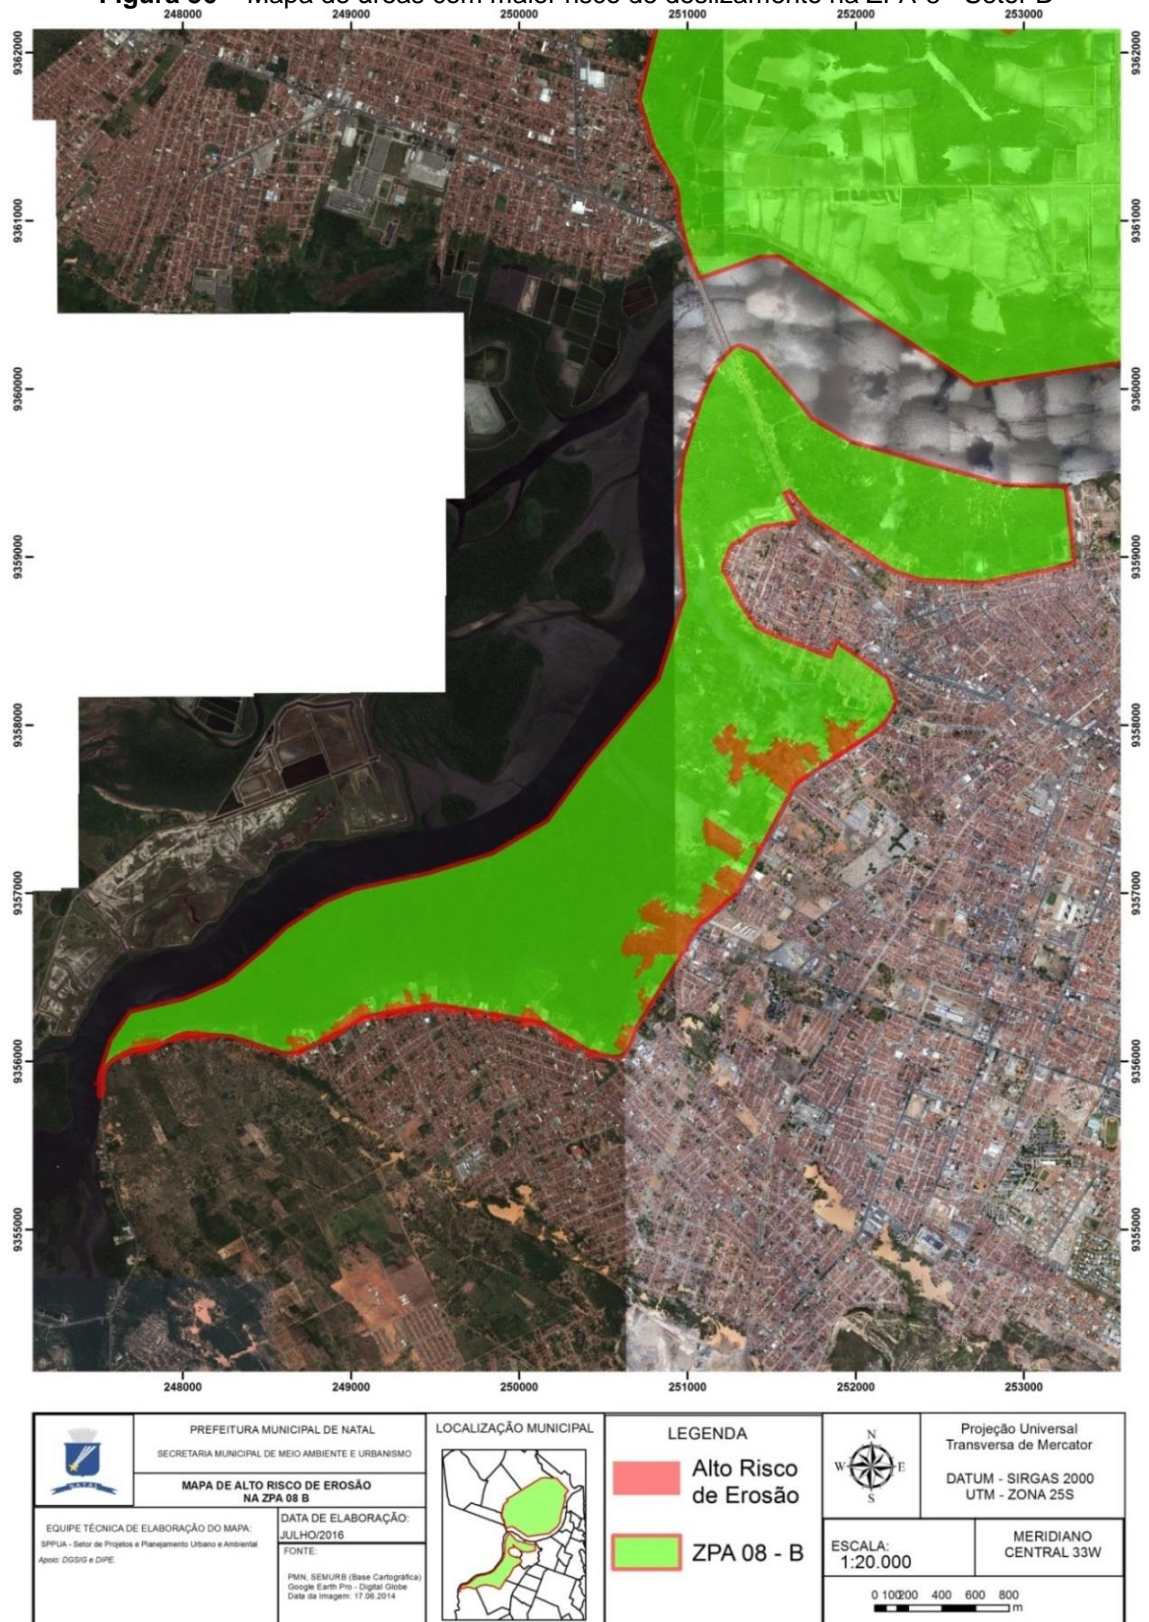 Figura 30 – Mapa de áreas com maior risco de deslizamento na ZPA-8 - Setor B
248000 249000 250000 251000 252000 253000
9362000 9362000
9361000 9361000
9360000 9360000
9359000 9359000
9358000 9358000
9357000 9357000
9356000 9356000
9355000 9355000
248000 249000 250000 251000 252000 253000
NATAL
PREFEITURA MUNICIPAL DE NATAL
SECRETARIA MUNICIPAL DE MEIO AMBIENTE E URBANISMO
MAPA DE ALTO RISCO DE EROSÃO
NA ZPA 08 B
EQUIPE TÉCNICA DE ELABORAÇÃO DO MAPA:
SPPUA - Setor de Projetos e Planejamento Urbano e Ambiental
Apoio: DGSIG e DIPE.
DATA DE ELABORAÇÃO:
JULHO/2016
FONTE:
PMN, SEMURB (Base Cartográfica)
Google Earth Pro - Digital Globe
Data da Imagem: 17.06.2014
LOCALIZAÇÃO MUNICIPAL
LEGENDA
Alto Risco
de Erosão
ZPA 08 - B
N
W E
S
Projeção Universal
Transversa de Mercator
DATUM - SIRGAS 2000
UTM - ZONA 25S
ESCALA:
1:20.000
MERIDIANO
CENTRAL 33W
0 100200 400 600 800
m